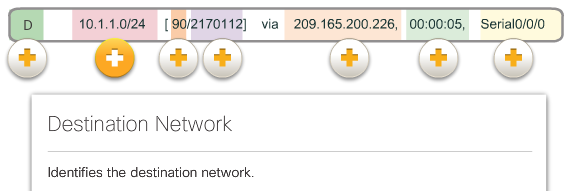 D 10.1.1.0/24 [ 90/2170112] via 209.165.200.226, 00:00:05, Serial0/0/0
Destination Network
Identifies the destination network.